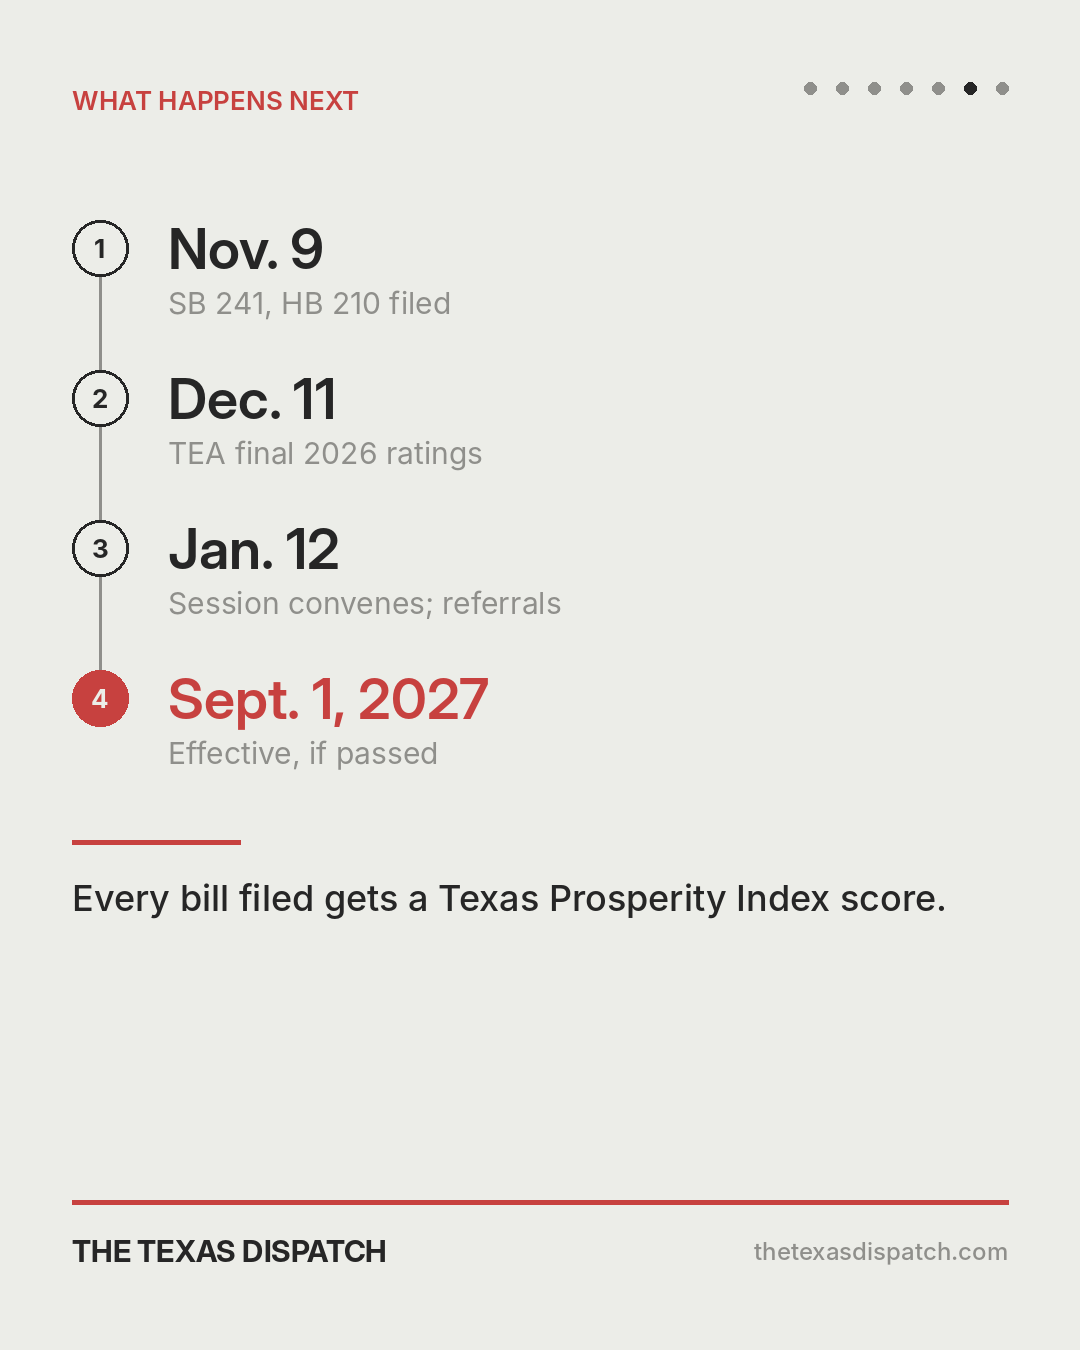 WHAT HAPPENS NEXT
1
Nov. 9
SB 241, HB 210 filed
2
Dec. 11
TEA final 2026 ratings
3
Jan. 12
Session convenes; referrals
4
Sept. 1, 2027
Effective, if passed
Every bill filed gets a Texas Prosperity Index score.
THE TEXAS DISPATCH
thetexasdispatch.com